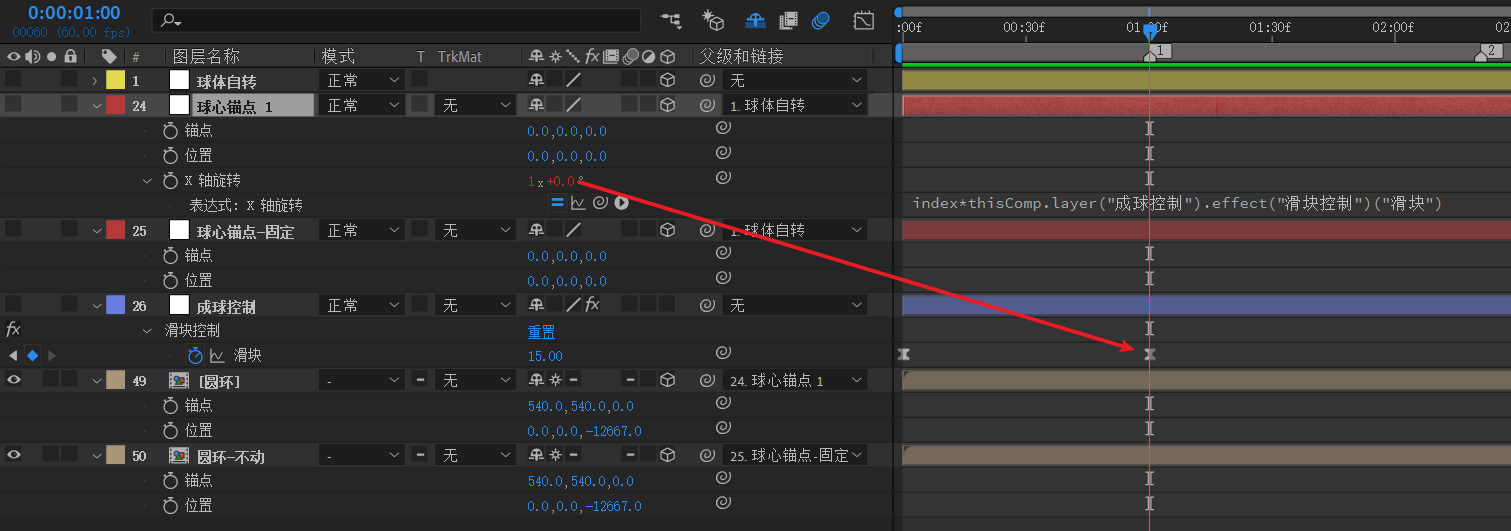 0:00:01:00
00060 (60.00 fps)
:00f 00:30f 01:00f 01:30f 02:00f 02
1 2
# 图层名称 模式 T TrkMat 父级和链接
1 球体自转 正常 无
24 球心锚点 1 正常 无 1. 球体自转
锚点 0.0,0.0,0.0
位置 0.0,0.0,0.0
X 轴旋转 1x+0.0°
表达式: X 轴旋转 index*thisComp.layer("成球控制").effect("滑块控制")("滑块")
25 球心锚点-固定 正常 无 1. 球体自转
锚点 0.0,0.0,0.0
位置 0.0,0.0,0.0
26 成球控制 正常 无 fx 无
fx 滑块控制 重置
滑块 15.00
49 [圆环] - 无 24. 球心锚点 1
锚点 540.0,540.0,0.0
位置 0.0,0.0,-12667.0
50 圆环-不动 - 无 25. 球心锚点-固定
锚点 540.0,540.0,0.0
位置 0.0,0.0,-12667.0